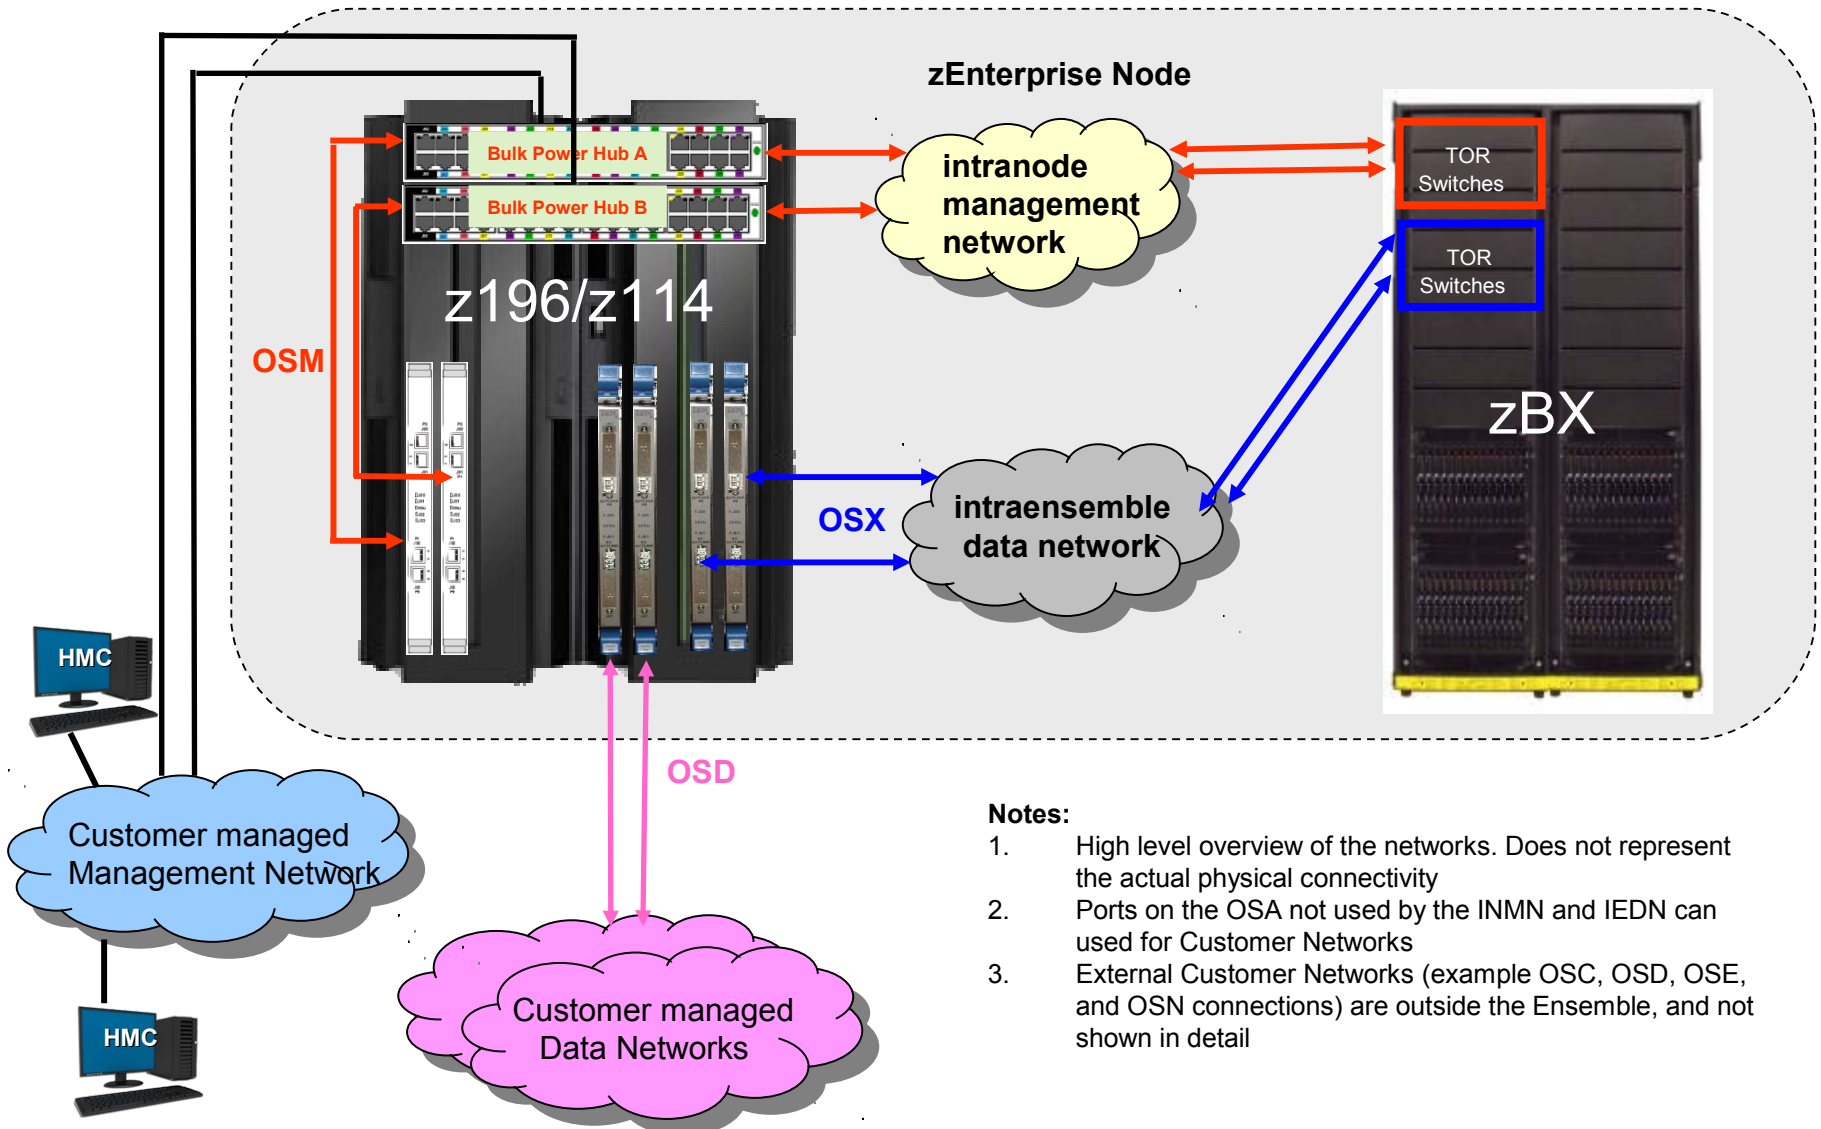 zEnterprise Node
Bulk Power Hub A
Bulk Power Hub B
intranode
management
network
TOR
Switches
TOR
Switches
z196/z114
OSM
zBX
OSX
intraensemble
data network
HMC
OSD
Customer managed
Management Network
HMC
Customer managed
Data Networks
Notes:
1. High level overview of the networks. Does not represent
the actual physical connectivity
2. Ports on the OSA not used by the INMN and IEDN can
used for Customer Networks
3. External Customer Networks (example OSC, OSD, OSE,
and OSN connections) are outside the Ensemble, and not
shown in detail